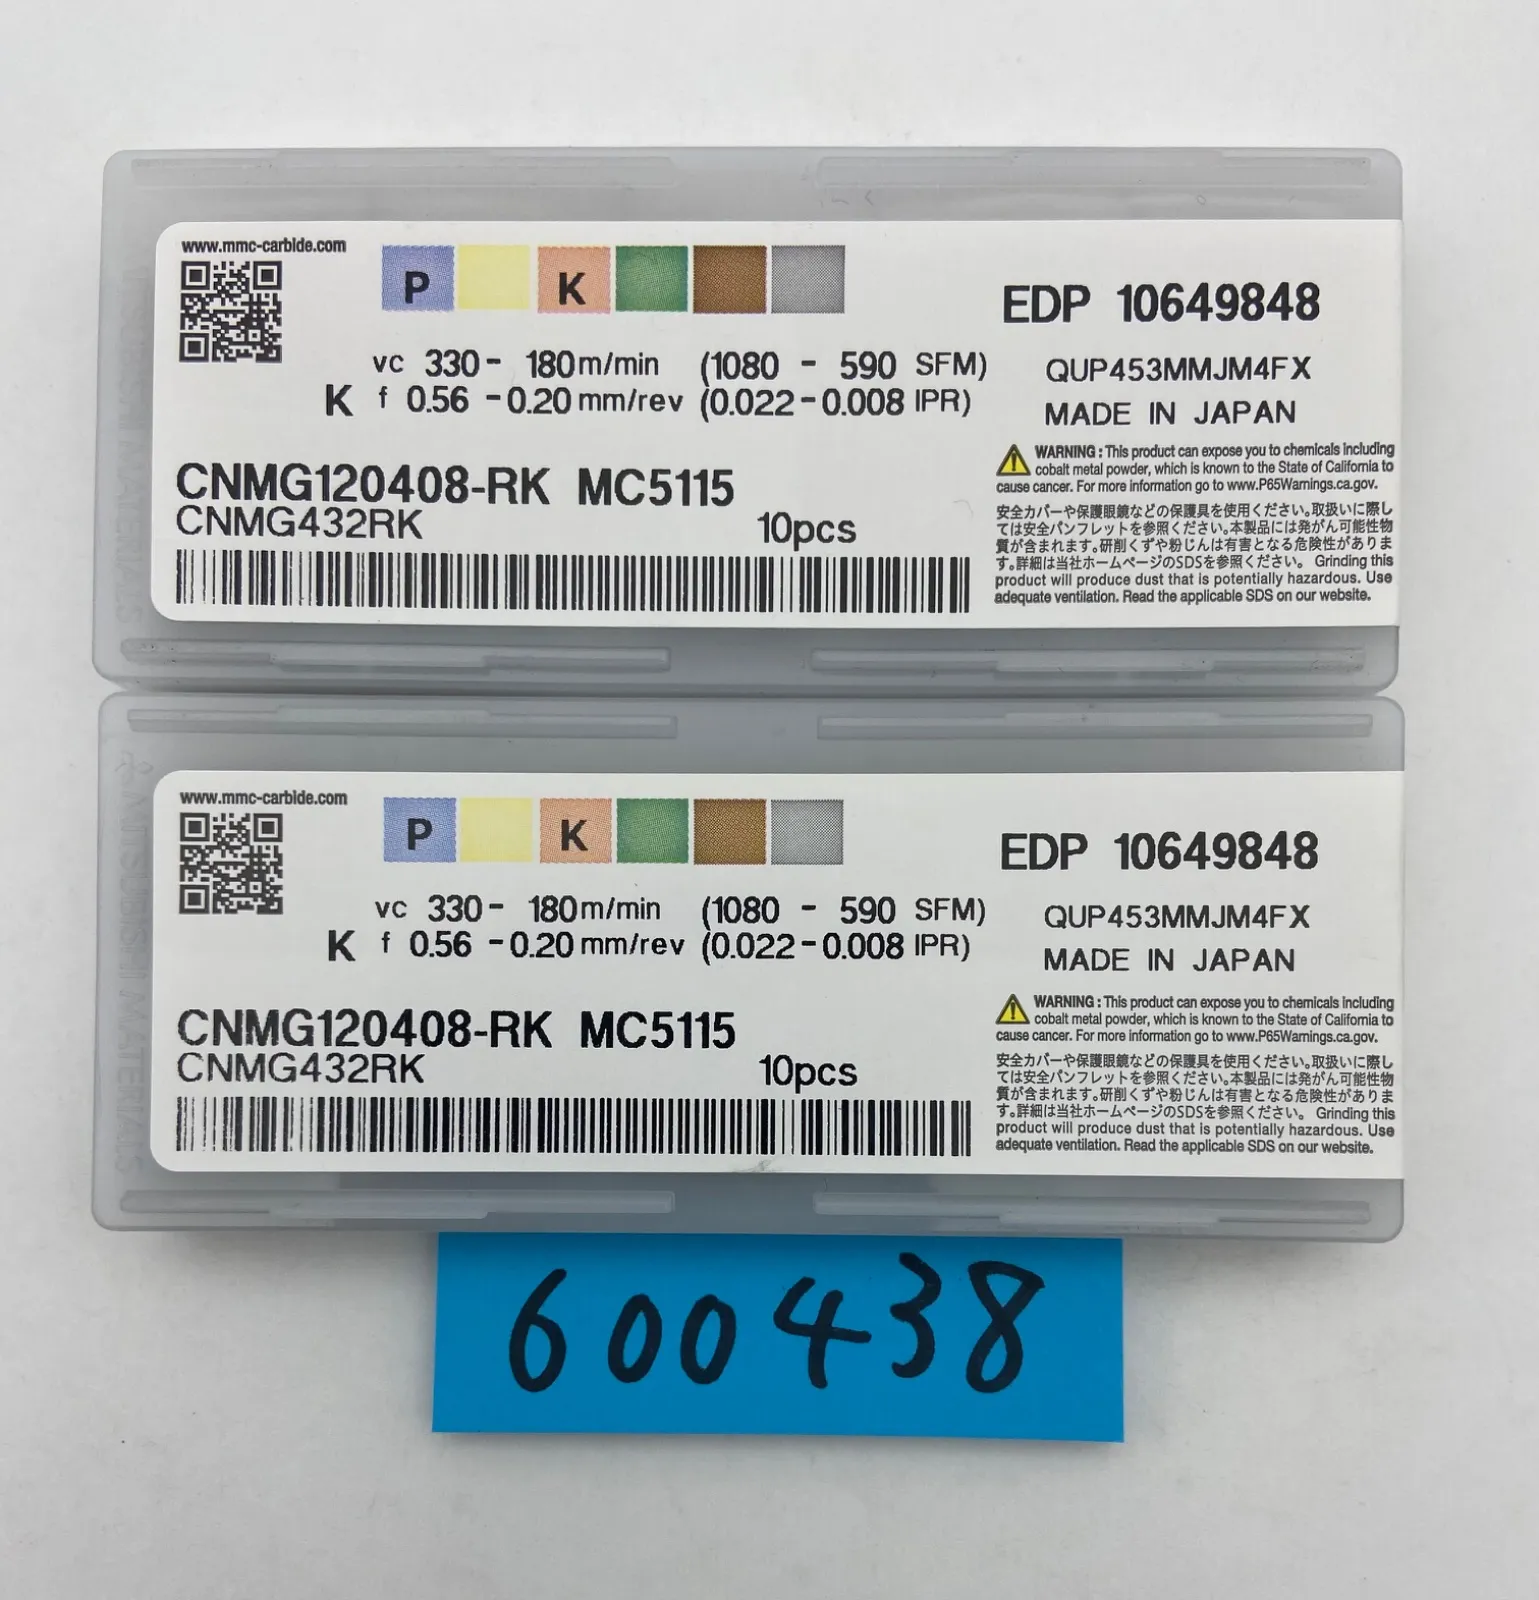 www.mmc-carbide.com
P K
EDP 10649848
vc 330 - 180m/min (1080 - 590 SFM)
K f 0.56 - 0.20 mm/rev (0.022 - 0.008 IPR)
QUP453MMJM4FX
MADE IN JAPAN
CNMG120408-RK MC5115
CNMG432RK 10pcs
WARNING : This product can expose you to chemicals including
cobalt metal powder, which is known to the State of California to
cause cancer. For more information go to www.P65Warnings.ca.gov.
安全カバーや保護眼鏡などの保護具を使用ください。取扱いに際し
ては安全パンフレットを参照ください。本製品には発がん可能性物
質が含まれます。研削くずや粉じんは有害となる危険性がありま
す。詳細は当社ホームページのSDSを参照ください。 Grinding this
product will produce dust that is potentially hazardous. Use
adequate ventilation. Read the applicable SDS on our website.
www.mmc-carbide.com
P K
EDP 10649848
vc 330 - 180m/min (1080 - 590 SFM)
K f 0.56 - 0.20 mm/rev (0.022 - 0.008 IPR)
QUP453MMJM4FX
MADE IN JAPAN
CNMG120408-RK MC5115
CNMG432RK 10pcs
WARNING : This product can expose you to chemicals including
cobalt metal powder, which is known to the State of California to
cause cancer. For more information go to www.P65Warnings.ca.gov.
安全カバーや保護眼鏡などの保護具を使用ください。取扱いに際し
ては安全パンフレットを参照ください。本製品には発がん可能性物
質が含まれます。研削くずや粉じんは有害となる危険性がありま
す。詳細は当社ホームページのSDSを参照ください。 Grinding this
product will produce dust that is potentially hazardous. Use
adequate ventilation. Read the applicable SDS on our website.
MITSUBISHI MATERIALS
600438